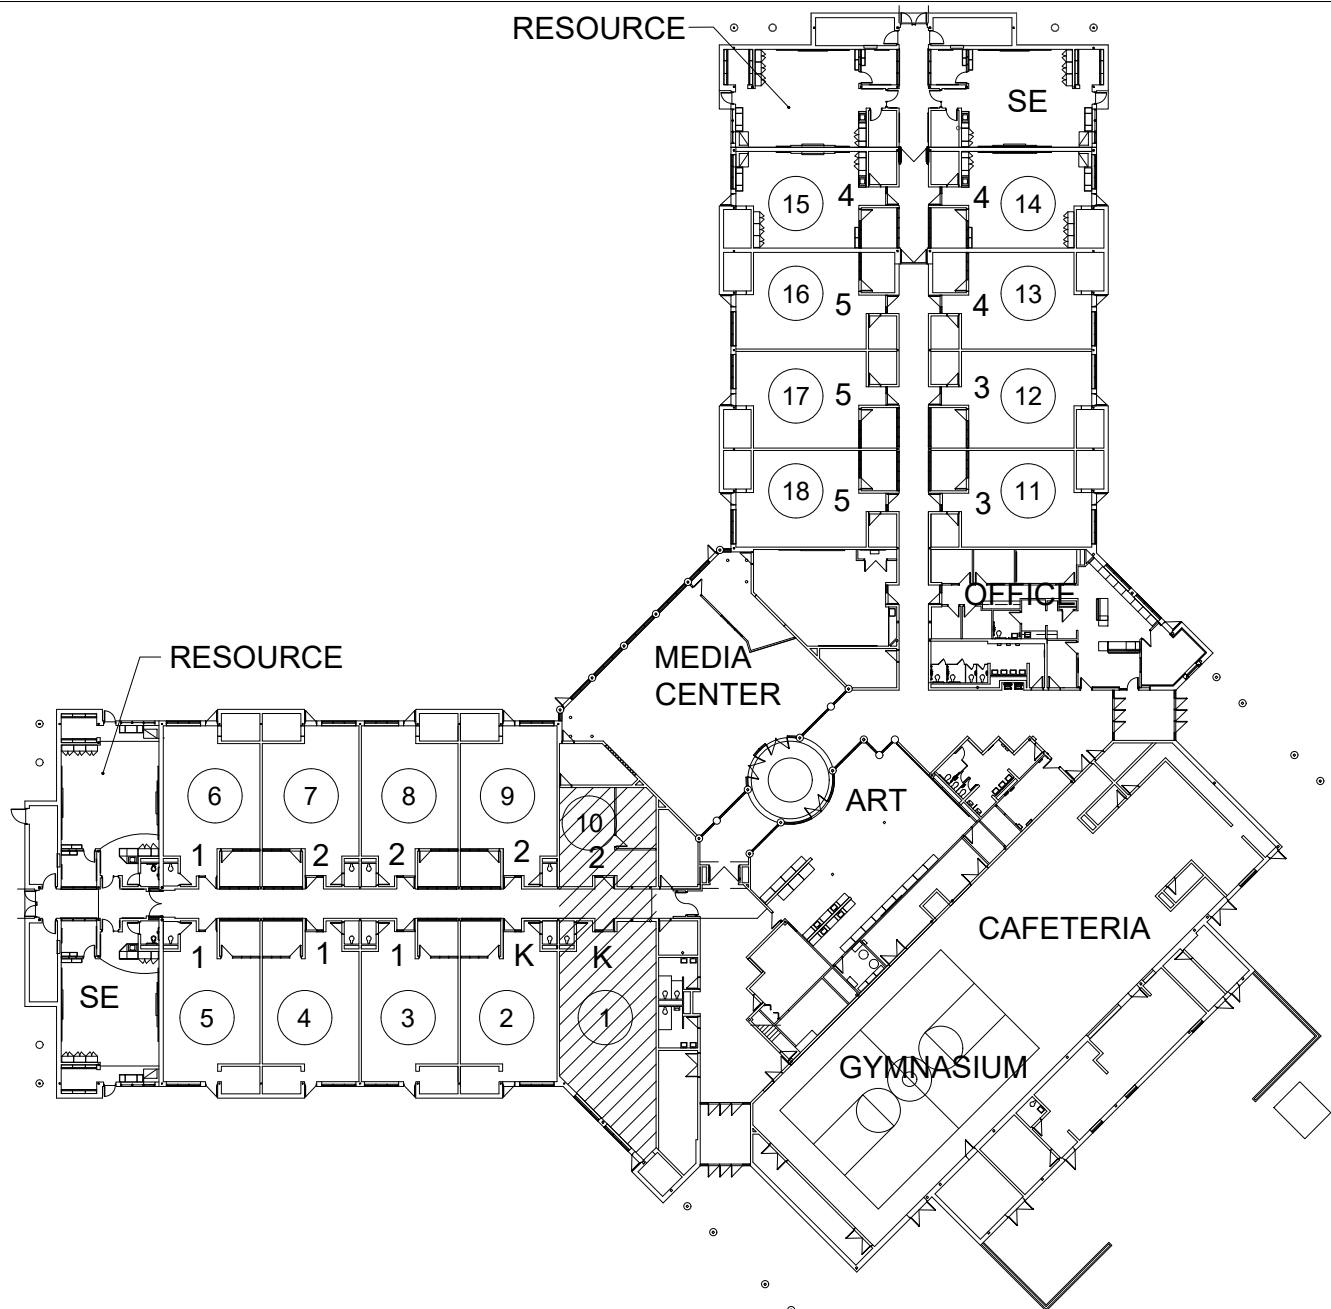 RESOURCE
SE
15 4 4 14
16 5 4 13
17 5 3 12
18 5 3 11
OFFICE
RESOURCE
MEDIA
CENTER
6 7 8 9 10
ART
1 2 2 2 2
CAFETERIA
1 1 1 K K
SE
5 4 3 2 1
GYMNASIUM